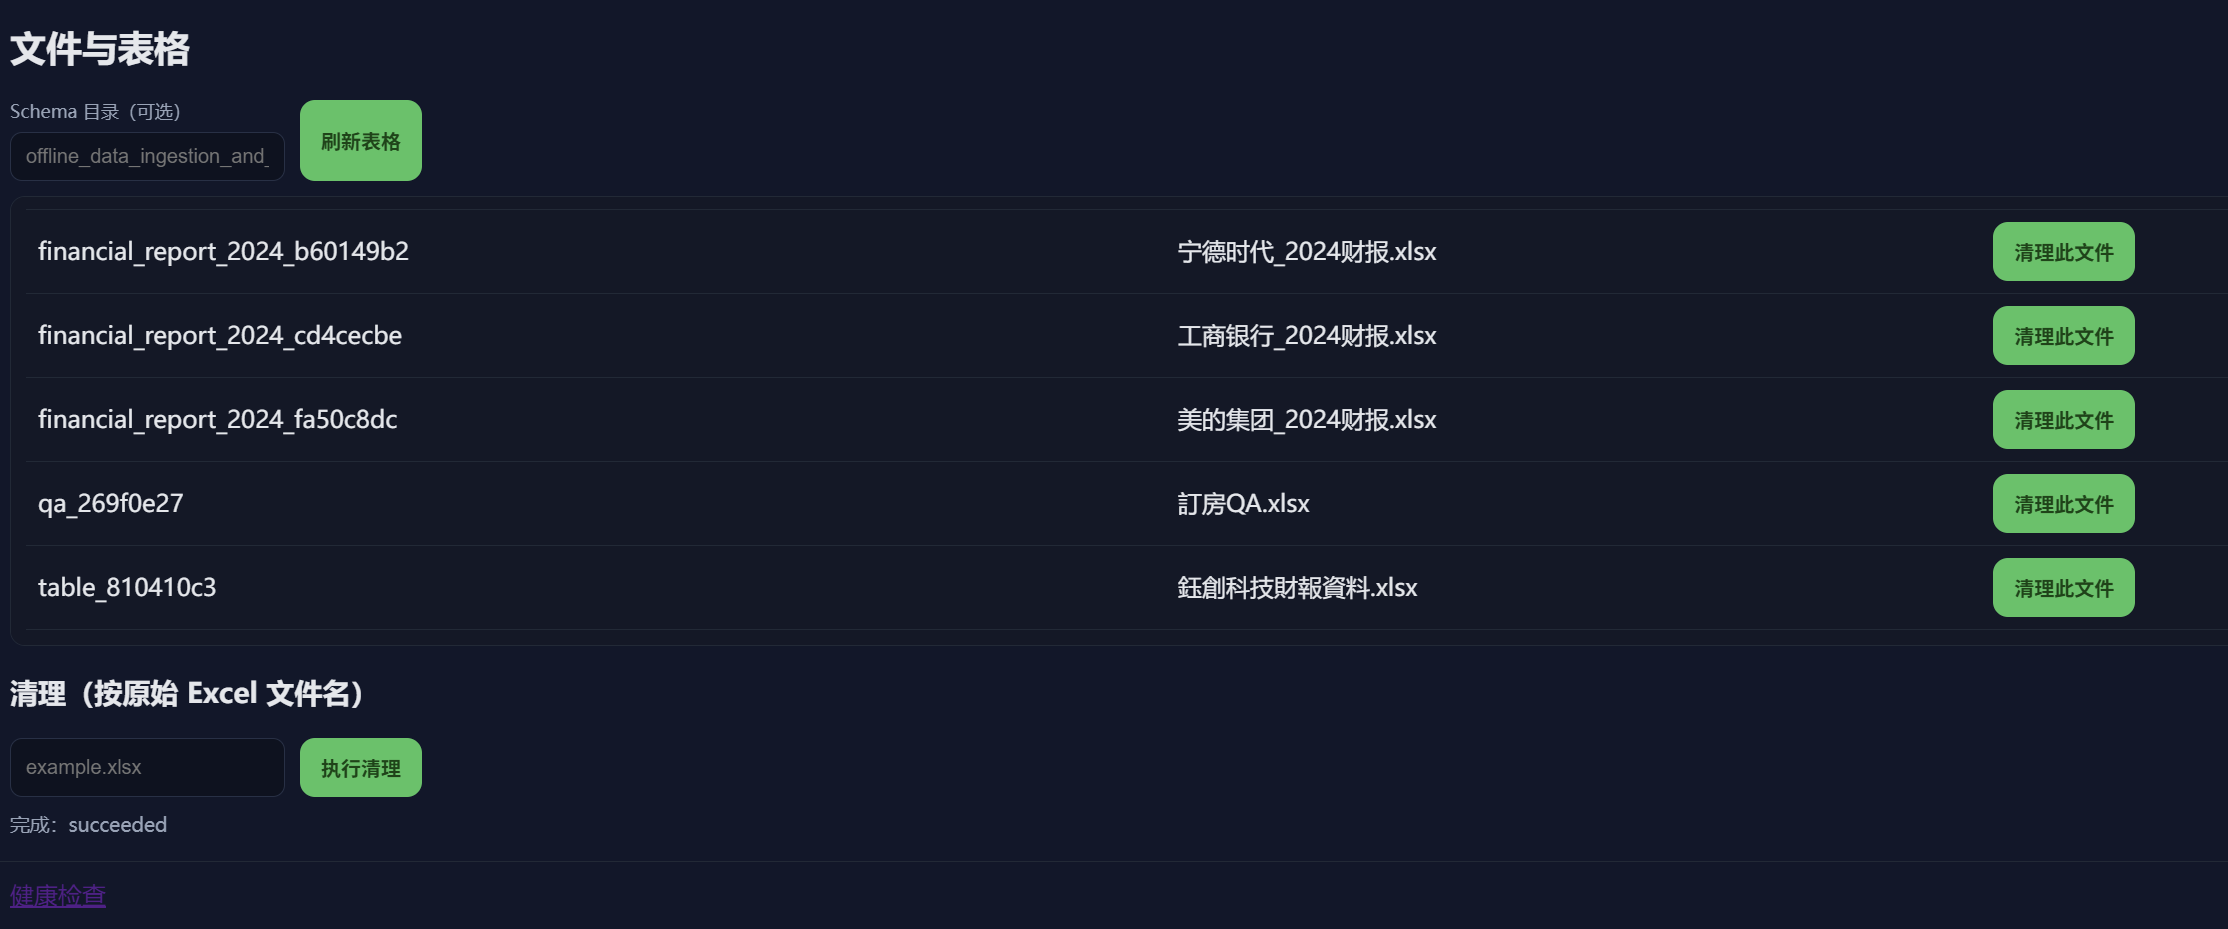 文件与表格
Schema 目录（可选）
offline_data_ingestion_and_
刷新表格
financial_report_2024_b60149b2 宁德时代_2024财报.xlsx 清理此文件
financial_report_2024_cd4cecbe 工商银行_2024财报.xlsx 清理此文件
financial_report_2024_fa50c8dc 美的集团_2024财报.xlsx 清理此文件
qa_269f0e27 訂房QA.xlsx 清理此文件
table_810410c3 鈺創科技財報資料.xlsx 清理此文件
清理（按原始 Excel 文件名）
example.xlsx 执行清理
完成：succeeded
健康检查